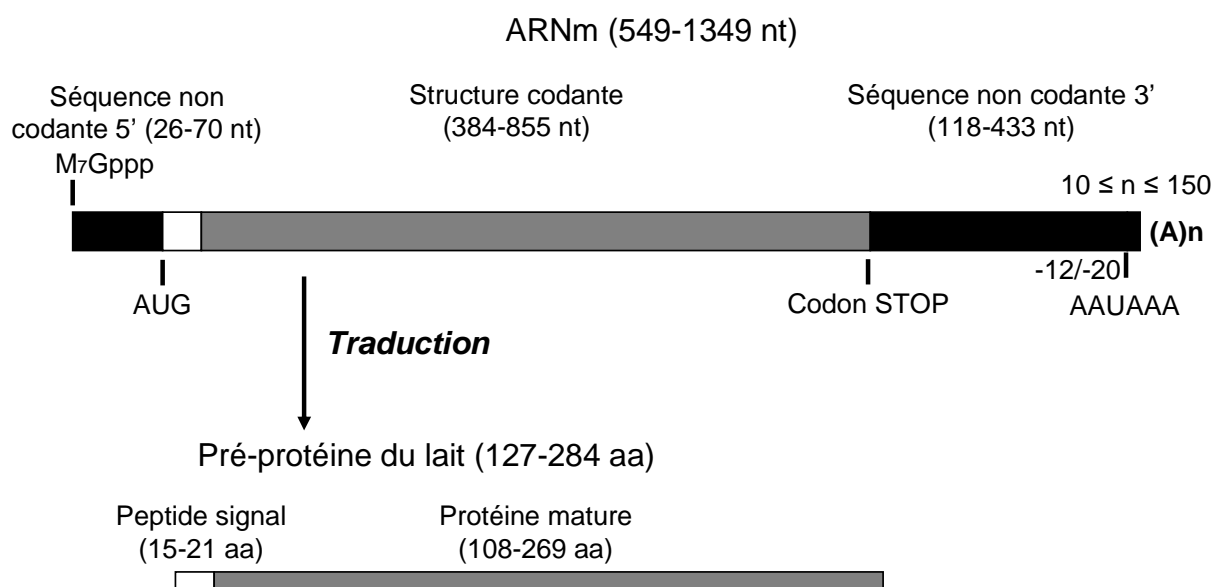 ARNm (549-1349 nt)
Séquence non
codante 5’ (26-70 nt)
Structure codante
(384-855 nt)
Séquence non codante 3’
(118-433 nt)
M7Gppp
10 ≤ n ≤ 150
(A)n
-12/-20
AUG
Codon STOP
AAUAAA
Traduction
Pré-protéine du lait (127-284 aa)
Peptide signal
(15-21 aa)
Protéine mature
(108-269 aa)